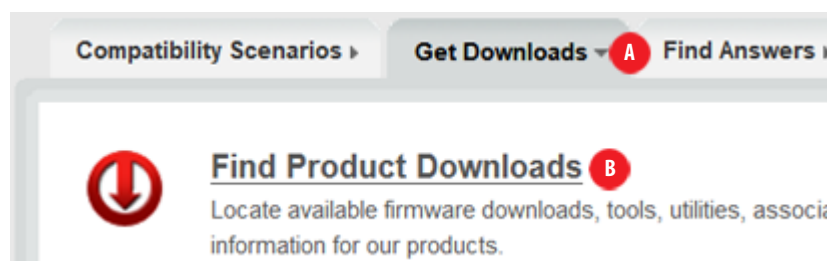 Compatibility Scenarios Get Downloads A Find Answers
Find Product Downloads B
Locate available firmware downloads, tools, utilities,
information for our products.